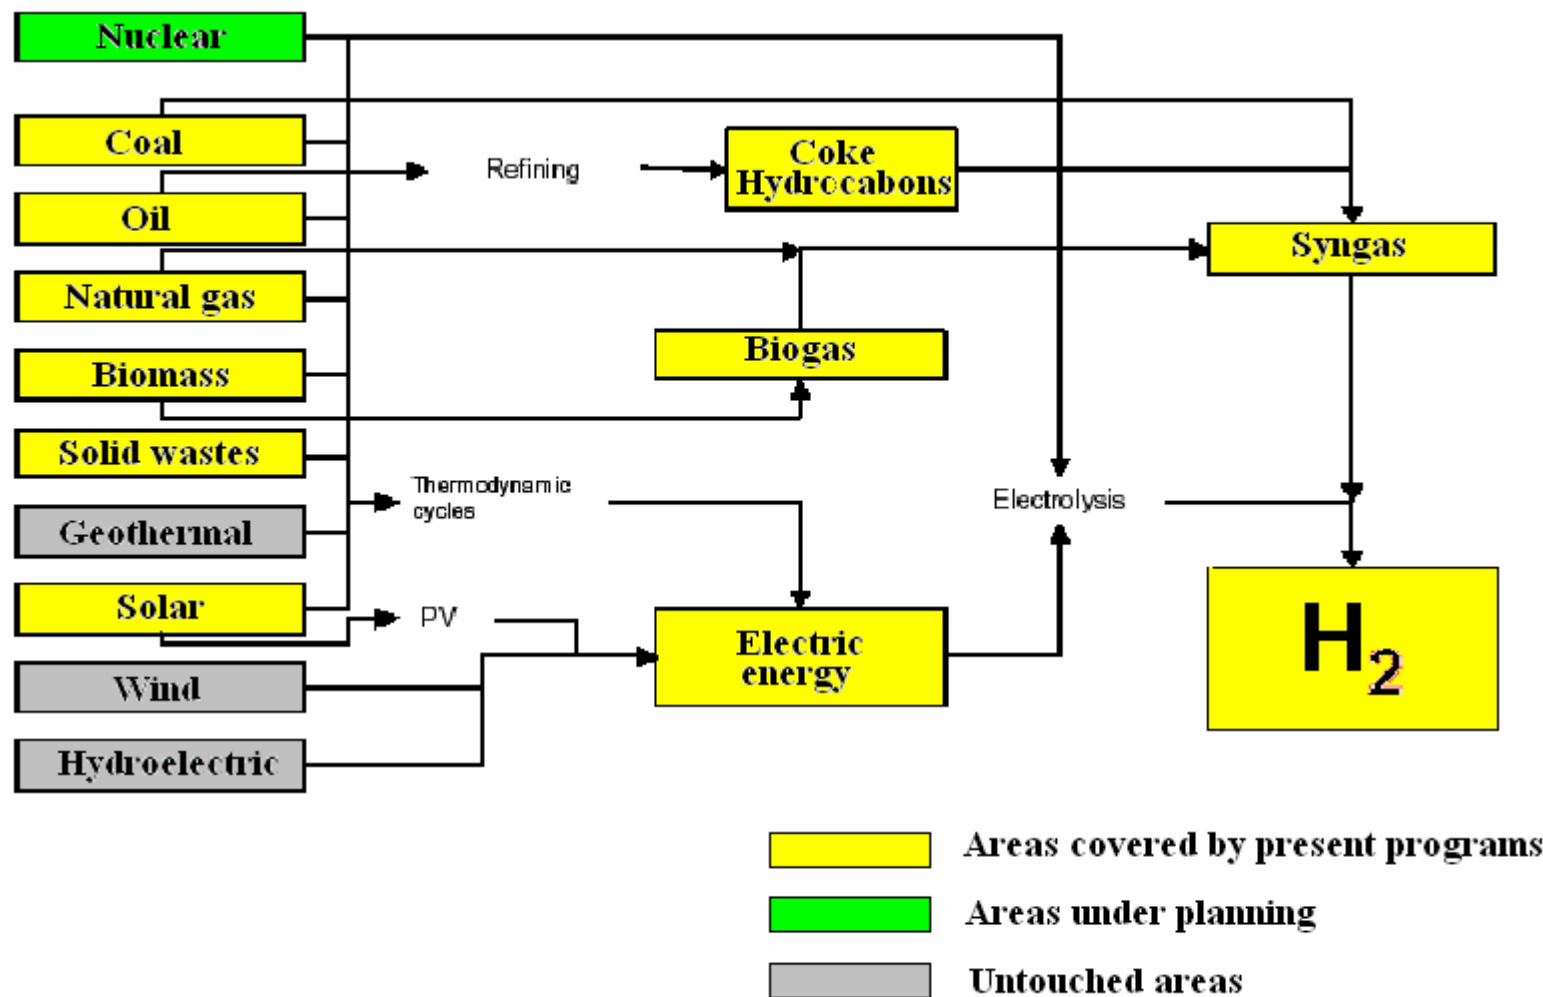 Nuclear
Coal
Oil
Natural gas
Biomass
Solid wastes
Geothermal
Solar
Wind
Hydroelectric
Refining
Coke
Hydrocabons
Syngas
Biogas
Thermodynamic
cycles
PV
Electrolysis
Electric
energy
H2
Areas covered by present programs
Areas under planning
Untouched areas